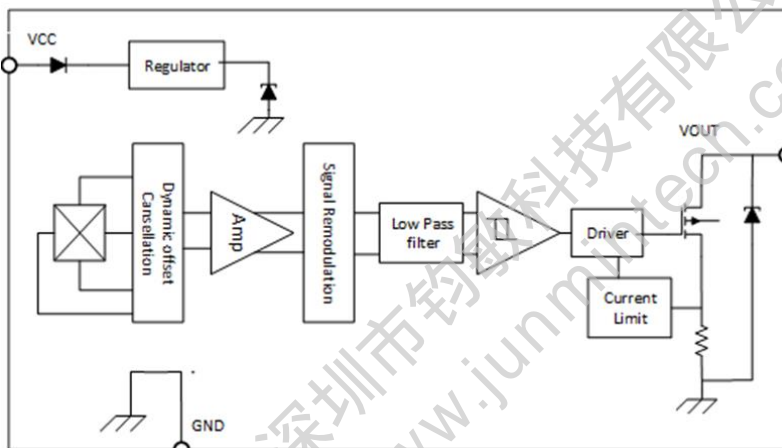 VCC
Regulator
VOUT
Dynamic offset
Cansellation
Amp
Signal Remodulation
Low Pass
filter
Driver
Current
Limit
GND
深圳市钧敏科技有限公
www.junmintech.co